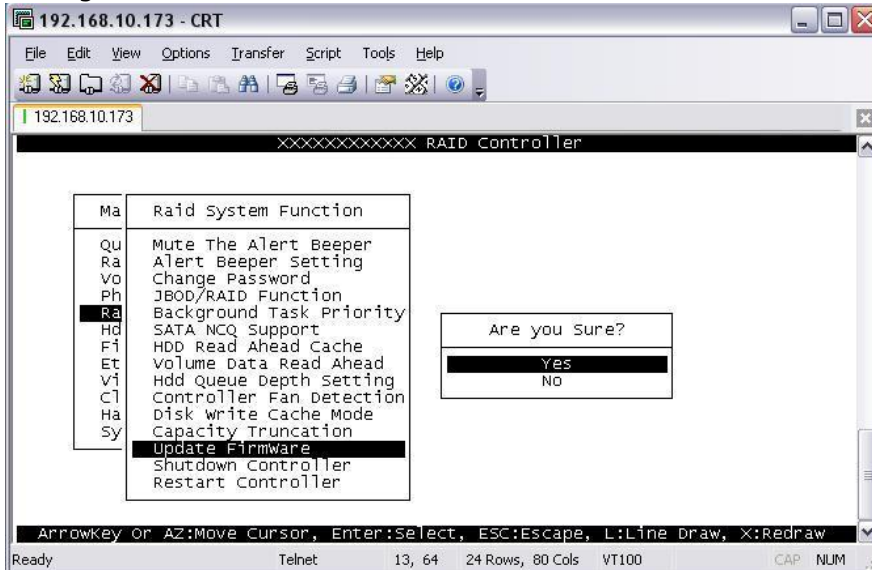 192.168.10.173 - CRT
File Edit View Options Transfer Script Tools Help
192.168.10.173
XXXXXXXXXXXX RAID Controller
Ma
Qu
Ra
Vo
Ph
Ra
Hd
Fi
Et
Vi
Cl
Ha
Sy
Raid System Function
Mute The Alert Beeper
Alert Beeper Setting
Change Password
JBOD/RAID Function
Background Task Priority
SATA NCQ Support
HDD Read Ahead Cache
Volume Data Read Ahead
Hdd Queue Depth Setting
Controller Fan Detection
Disk Write Cache Mode
Capacity Truncation
Update FirmWare
Shutdown Controller
Restart Controller
Are you Sure?
Yes
No
ArrowKey Or AZ:Move Cursor, Enter:Select, ESC:Escape, L:Line Draw, X:Redraw
Ready Telnet 13, 64 24 Rows, 80 Cols VT100 CAP NUM